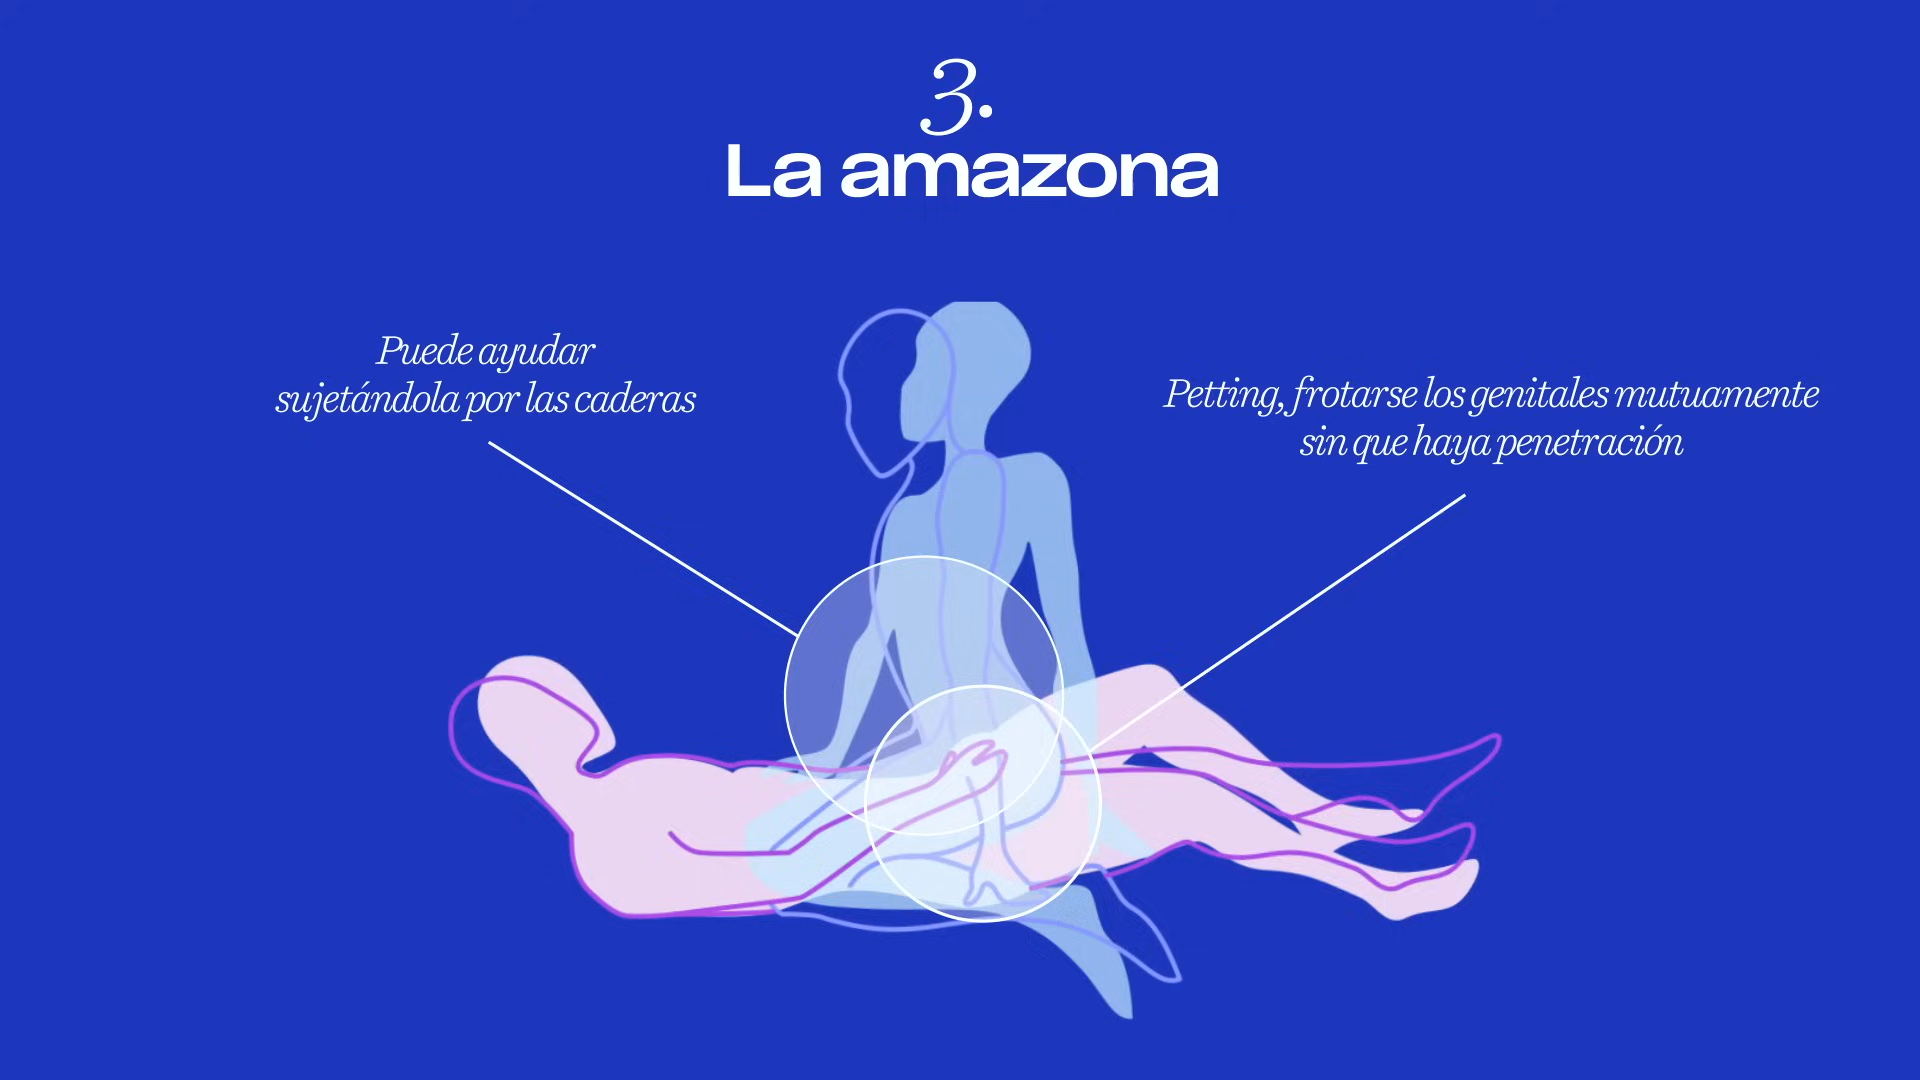 3.
La amazona
Puede ayudar
sujetándola por las caderas
Petting, frotarse los genitales mutuamente
sin que haya penetración